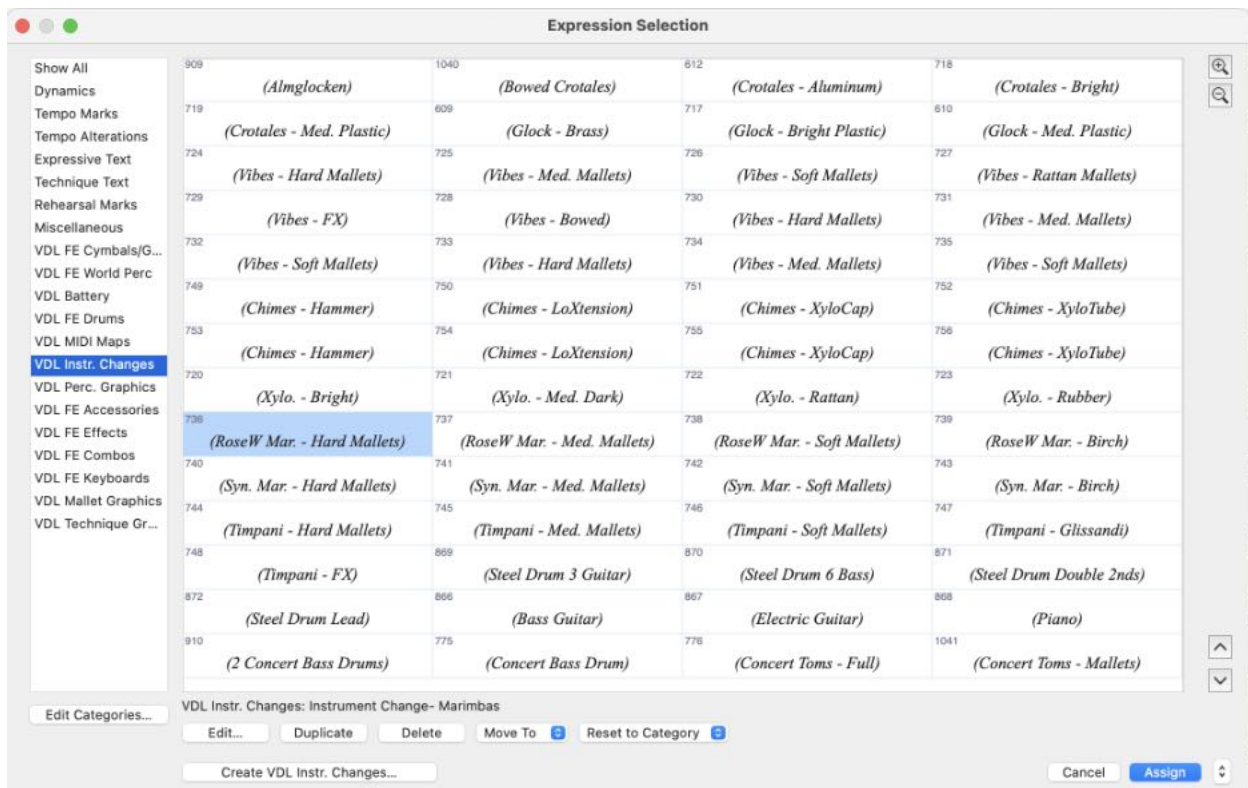 Expression Selection
Show All
Dynamics
Tempo Marks
Tempo Alterations
Expressive Text
Technique Text
Rehearsal Marks
Miscellaneous
VDL FE Cymbals/G...
VDL FE World Perc
VDL Battery
VDL FE Drums
VDL MIDI Maps
VDL Instr. Changes
VDL Perc. Graphics
VDL FE Accessories
VDL FE Effects
VDL FE Combos
VDL FE Keyboards
VDL Mallet Graphics
VDL Technique Gr...
909 1040 612 718
(Almglocken) (Bowed Crotales) (Crotales - Aluminum) (Crotales - Bright)
719 609 717 610
(Crotales - Med. Plastic) (Glock - Brass) (Glock - Bright Plastic) (Glock - Med. Plastic)
724 725 726 727
(Vibes - Hard Mallets) (Vibes - Med. Mallets) (Vibes - Soft Mallets) (Vibes - Rattan Mallets)
729 728 730 731
(Vibes - FX) (Vibes - Bowed) (Vibes - Hard Mallets) (Vibes - Med. Mallets)
732 733 734 735
(Vibes - Soft Mallets) (Vibes - Hard Mallets) (Vibes - Med. Mallets) (Vibes - Soft Mallets)
749 750 751 752
(Chimes - Hammer) (Chimes - LoXtension) (Chimes - XyloCap) (Chimes - XyloTube)
753 754 755 756
(Chimes - Hammer) (Chimes - LoXtension) (Chimes - XyloCap) (Chimes - XyloTube)
720 721 722 723
(Xylo. - Bright) (Xylo. - Med. Dark) (Xylo. - Rattan) (Xylo. - Rubber)
736 737 738 739
(RoseW Mar. - Hard Mallets) (RoseW Mar. - Med. Mallets) (RoseW Mar. - Soft Mallets) (RoseW Mar. - Birch)
740 741 742 743
(Syn. Mar. - Hard Mallets) (Syn. Mar. - Med. Mallets) (Syn. Mar. - Soft Mallets) (Syn. Mar. - Birch)
744 745 746 747
(Timpani - Hard Mallets) (Timpani - Med. Mallets) (Timpani - Soft Mallets) (Timpani - Glissandi)
748 869 870 871
(Timpani - FX) (Steel Drum 3 Guitar) (Steel Drum 6 Bass) (Steel Drum Double 2nds)
872 866 867 868
(Steel Drum Lead) (Bass Guitar) (Electric Guitar) (Piano)
910 775 776 1041
(2 Concert Bass Drums) (Concert Bass Drum) (Concert Toms - Full) (Concert Toms - Mallets)
VDL Instr. Changes: Instrument Change- Marimbas
Edit Categories...
Edit... Duplicate Delete Move To Reset to Category
Create VDL Instr. Changes... Cancel Assign